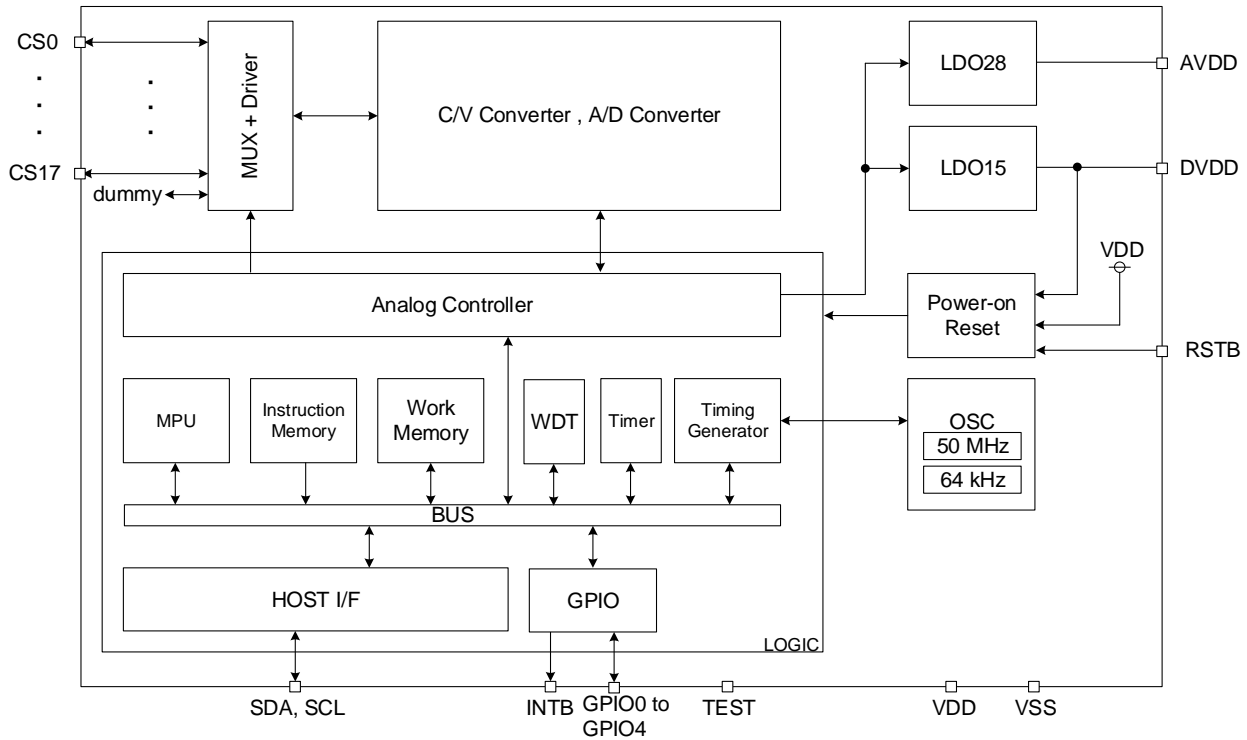 CS0
CS17
dummy
MUX + Driver
C/V Converter , A/D Converter
LDO28
AVDD
LDO15
DVDD
VDD
Power-on
Reset
RSTB
Analog Controller
MPU
Instruction
Memory
Work
Memory
WDT
Timer
Timing
Generator
OSC
50 MHz
64 kHz
BUS
HOST I/F
GPIO
LOGIC
SDA, SCL
INTB
GPIO0 to
GPIO4
TEST
VDD
VSS